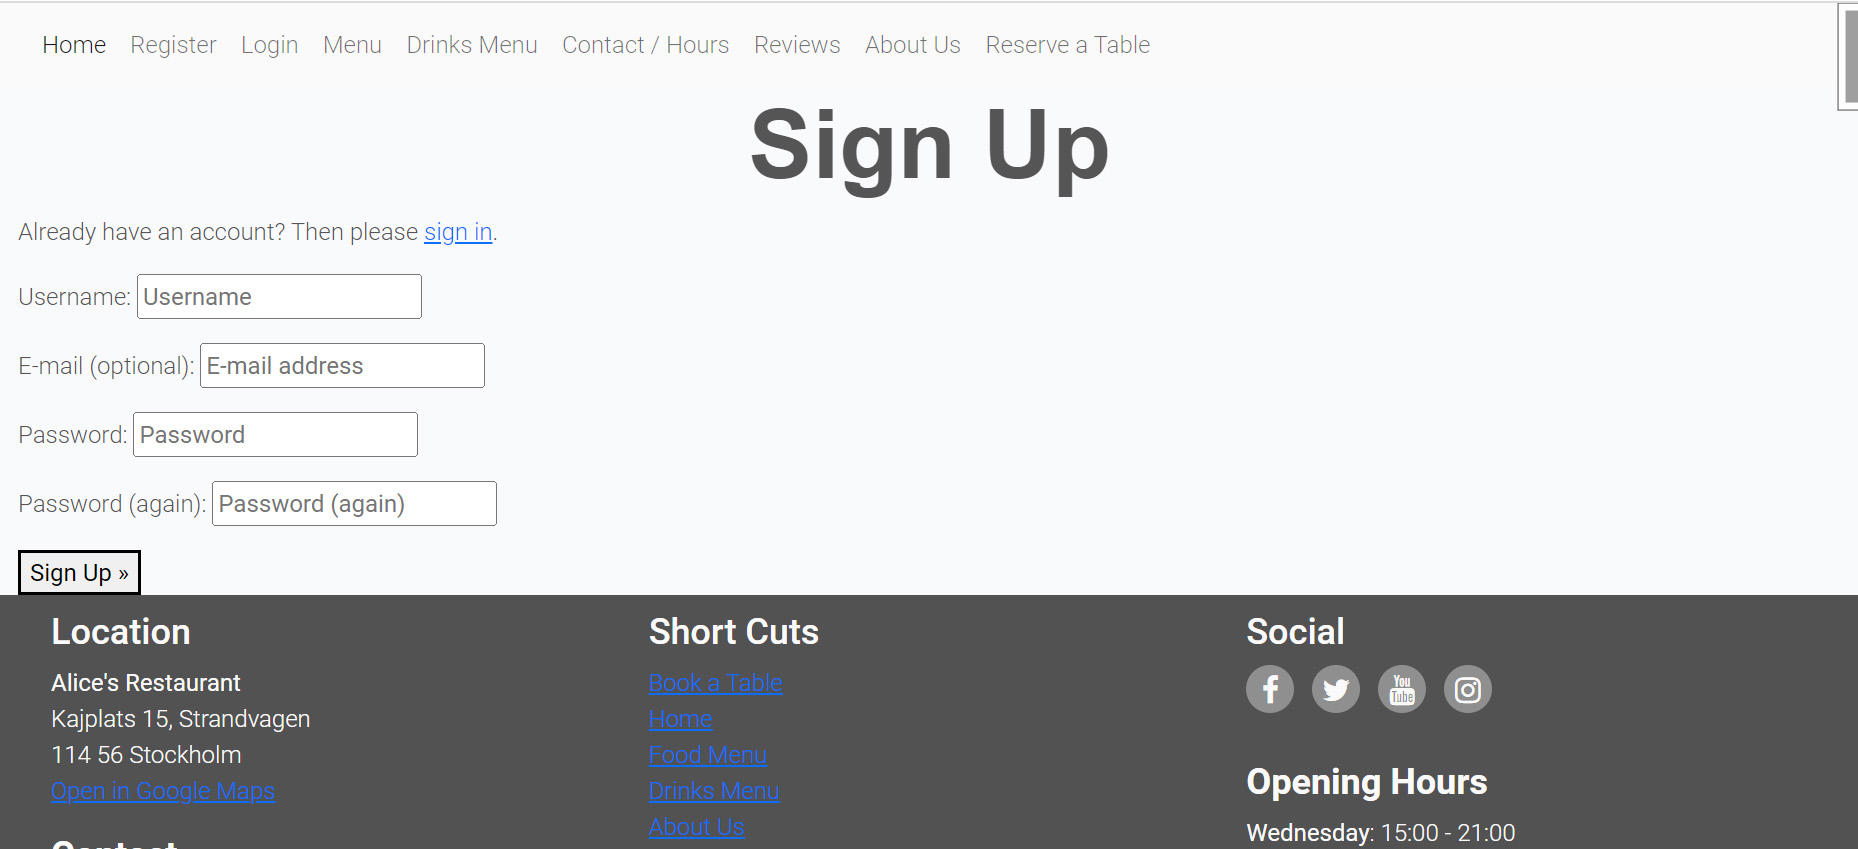 Home Register Login Menu Drinks Menu Contact / Hours Reviews About Us Reserve a Table
Sign Up
Already have an account? Then please sign in.
Username: Username
E-mail (optional): E-mail address
Password: Password
Password (again): Password (again)
Sign Up »
Location
Alice's Restaurant
Kajplats 15, Strandvagen
114 56 Stockholm
Open in Google Maps
Contact
Short Cuts
Book a Table
Home
Food Menu
Drinks Menu
About Us
Social
You
Tube
Opening Hours
Wednesday: 15:00 - 21:00